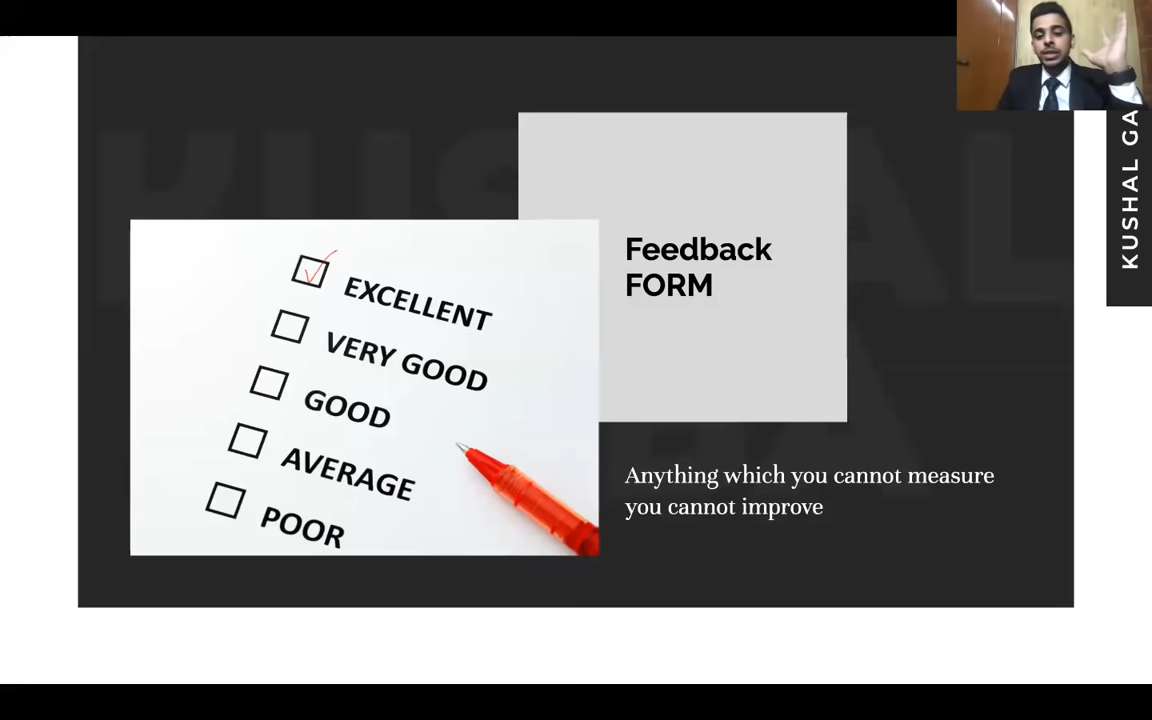 EXCELLENT
VERY GOOD
GOOD
AVERAGE
POOR
Feedback
FORM
Anything which you cannot measure
you cannot improve
KUSHAL GA